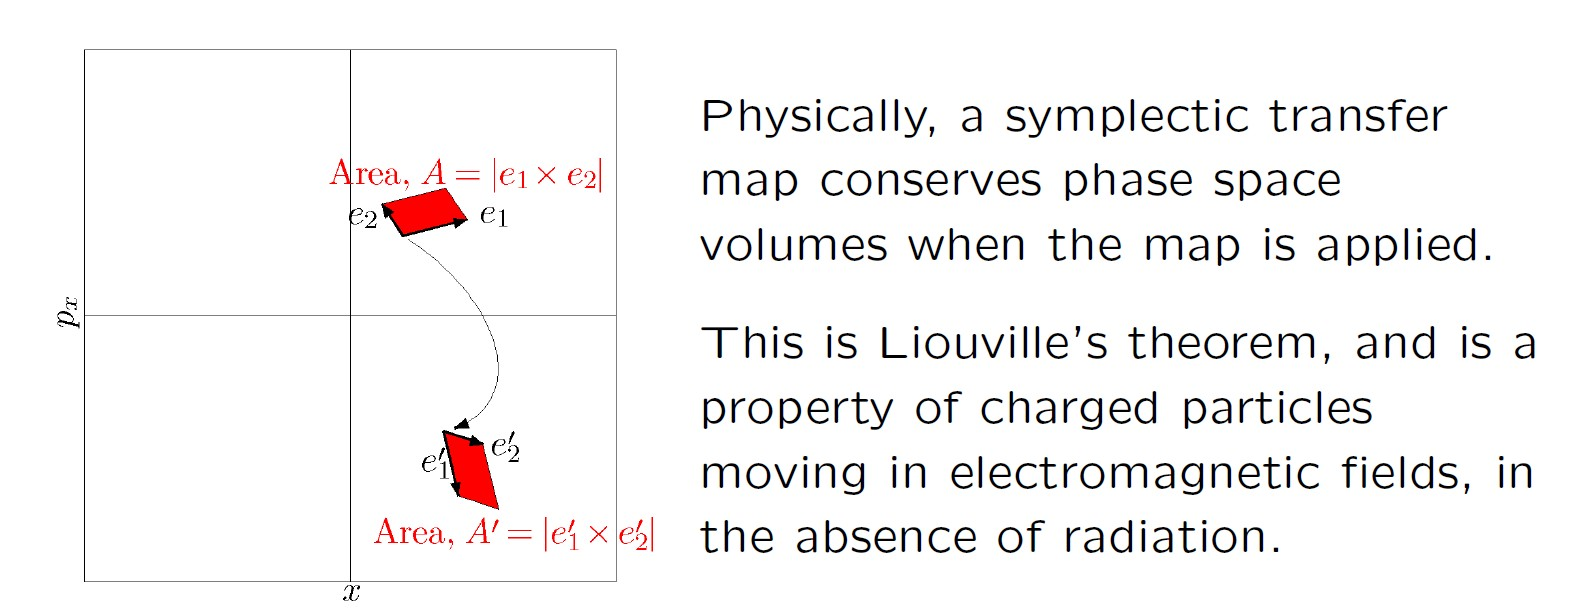 Area, A = |e₁ × e₂|
e₂
e₁
pₓ
e′₁
e′₂
Area, A′ = |e′₁ × e′₂|
x
Physically, a symplectic transfer
map conserves phase space
volumes when the map is applied.
This is Liouville's theorem, and is a
property of charged particles
moving in electromagnetic fields, in
the absence of radiation.